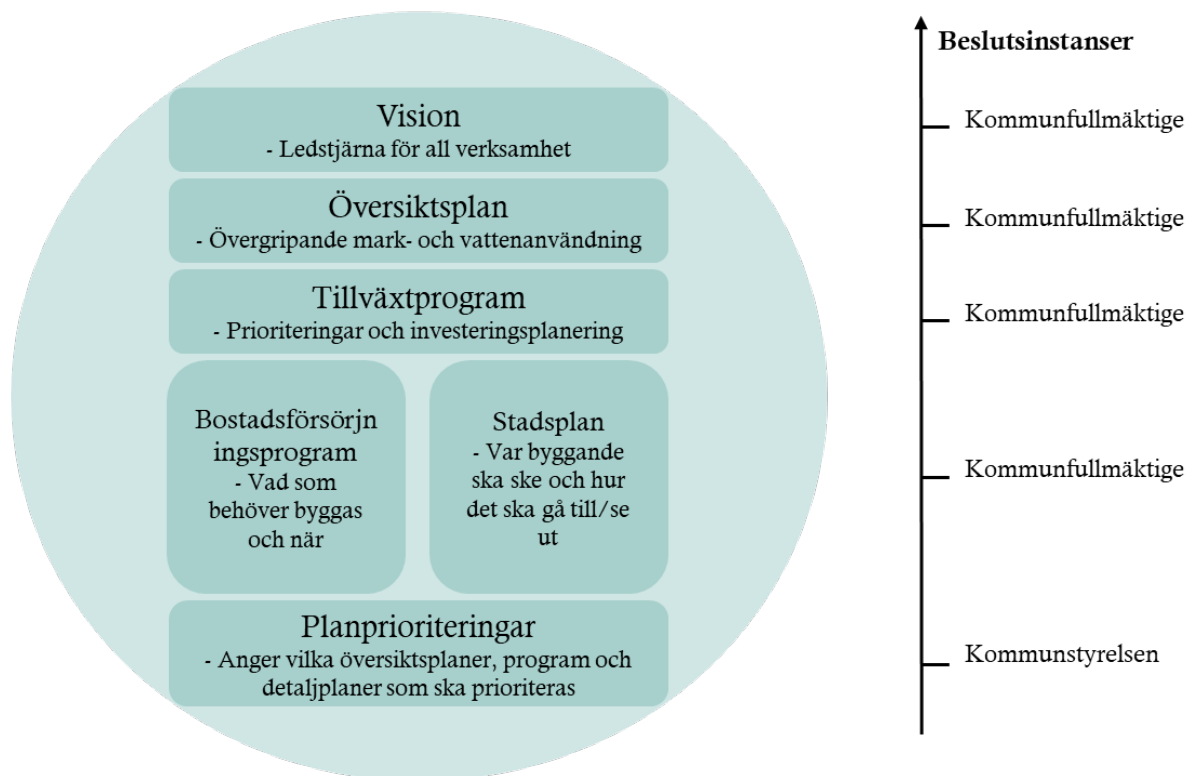 Vision
- Ledstjärna för all verksamhet
Översiktsplan
- Övergripande mark- och vattenanvändning
Tillväxtprogram
- Prioriteringar och investeringsplanering
Bostadsförsörjn
ingsprogram
- Vad som
behöver byggas
och när
Stadsplan
- Var byggande
ska ske och hur
det ska gå till/se
ut
Planprioriteringar
- Anger vilka översiktsplaner, program och
detaljplaner som ska prioriteras
Beslutsinstanser
Kommunfullmäktige
Kommunfullmäktige
Kommunfullmäktige
Kommunfullmäktige
Kommunstyrelsen